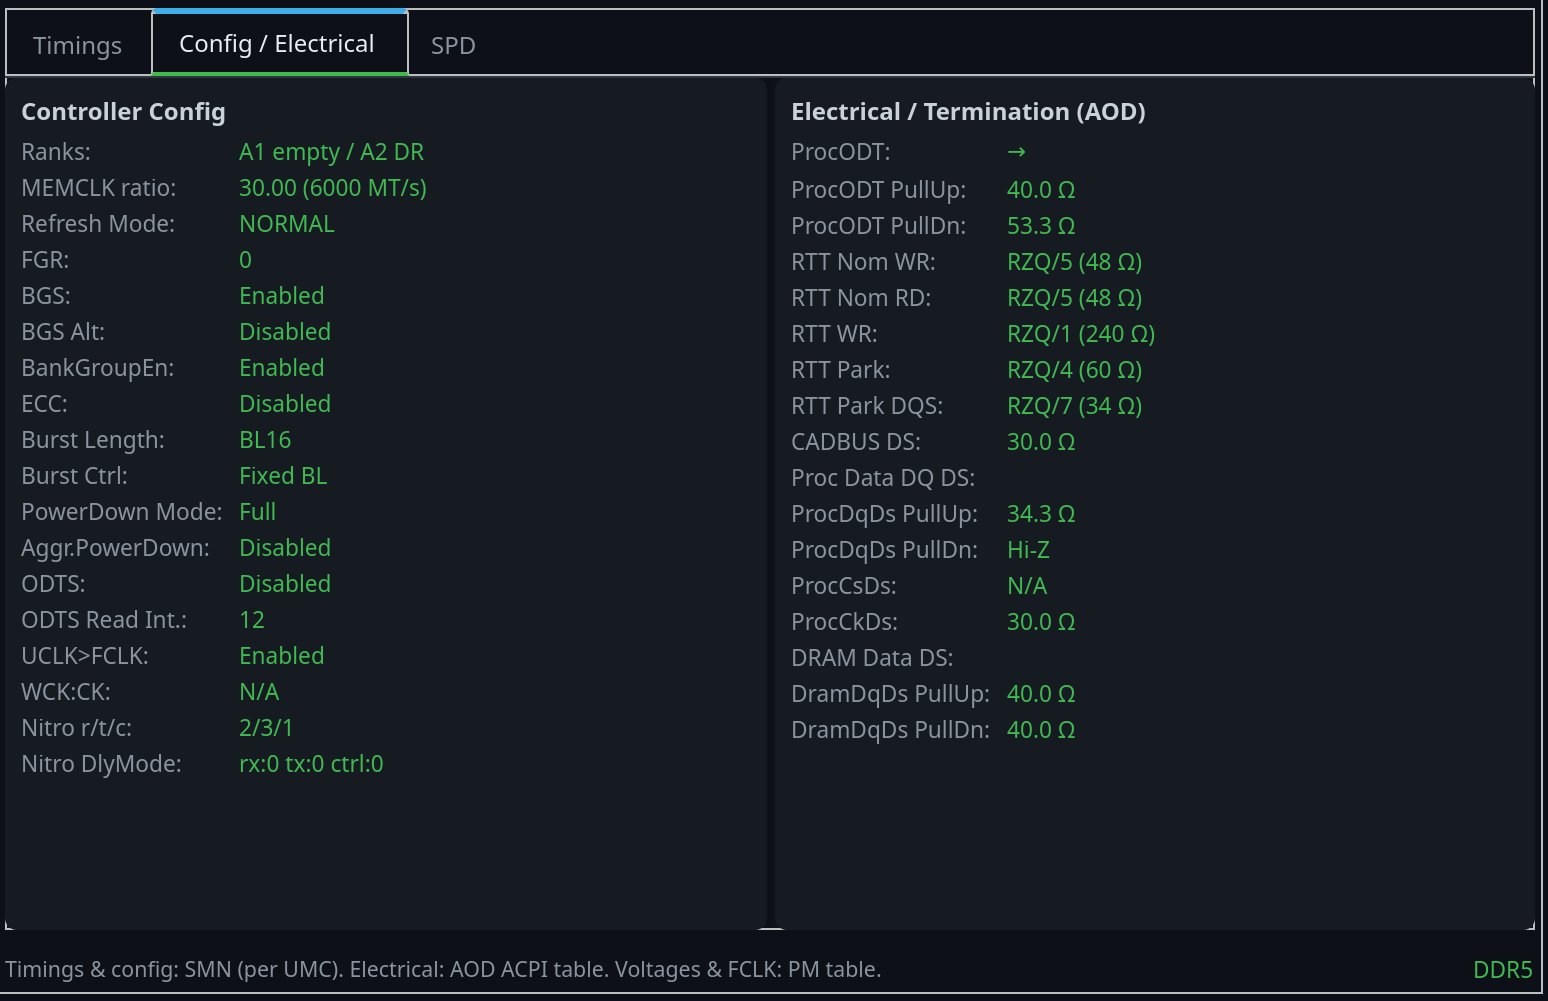 Timings Config / Electrical SPD
Controller Config
Ranks: A1 empty / A2 DR
MEMCLK ratio: 30.00 (6000 MT/s)
Refresh Mode: NORMAL
FGR: 0
BGS: Enabled
BGS Alt: Disabled
BankGroupEn: Enabled
ECC: Disabled
Burst Length: BL16
Burst Ctrl: Fixed BL
PowerDown Mode: Full
Aggr.PowerDown: Disabled
ODTS: Disabled
ODTS Read Int.: 12
UCLK>FCLK: Enabled
WCK:CK: N/A
Nitro r/t/c: 2/3/1
Nitro DlyMode: rx:0 tx:0 ctrl:0
Electrical / Termination (AOD)
ProcODT: →
ProcODT PullUp: 40.0 Ω
ProcODT PullDn: 53.3 Ω
RTT Nom WR: RZQ/5 (48 Ω)
RTT Nom RD: RZQ/5 (48 Ω)
RTT WR: RZQ/1 (240 Ω)
RTT Park: RZQ/4 (60 Ω)
RTT Park DQS: RZQ/7 (34 Ω)
CADBUS DS: 30.0 Ω
Proc Data DQ DS:
ProcDqDs PullUp: 34.3 Ω
ProcDqDs PullDn: Hi-Z
ProcCsDs: N/A
ProcCkDs: 30.0 Ω
DRAM Data DS:
DramDqDs PullUp: 40.0 Ω
DramDqDs PullDn: 40.0 Ω
Timings & config: SMN (per UMC). Electrical: AOD ACPI table. Voltages & FCLK: PM table. DDR5